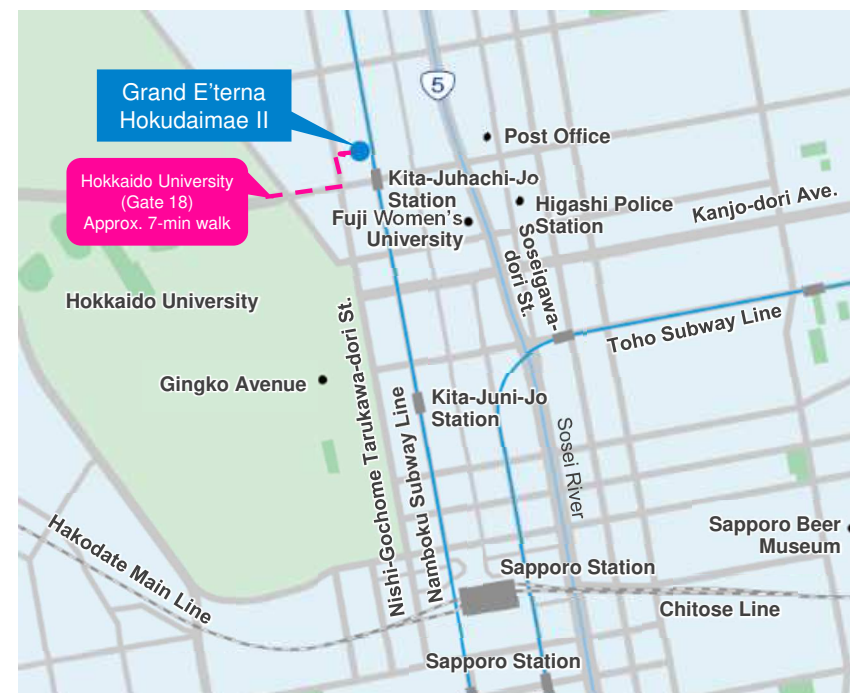 5
Grand E'terna
Hokudaimae II
Post Office
Hokkaido University
(Gate 18)
Approx. 7-min walk
Kita-Juhachi-Jo
Station
Higashi Police
Station
Kanjo-dori Ave.
Fuji Women's
University
Soseigawa-
dori St.
Hokkaido University
Toho Subway Line
Nishi-Gochome Tarukawa-dori St.
Namboku Subway Line
Gingko Avenue
Kita-Juni-Jo
Station
Sosei River
Hakodate Main Line
Sapporo Beer
Museum
Sapporo Station
Chitose Line
Sapporo Station